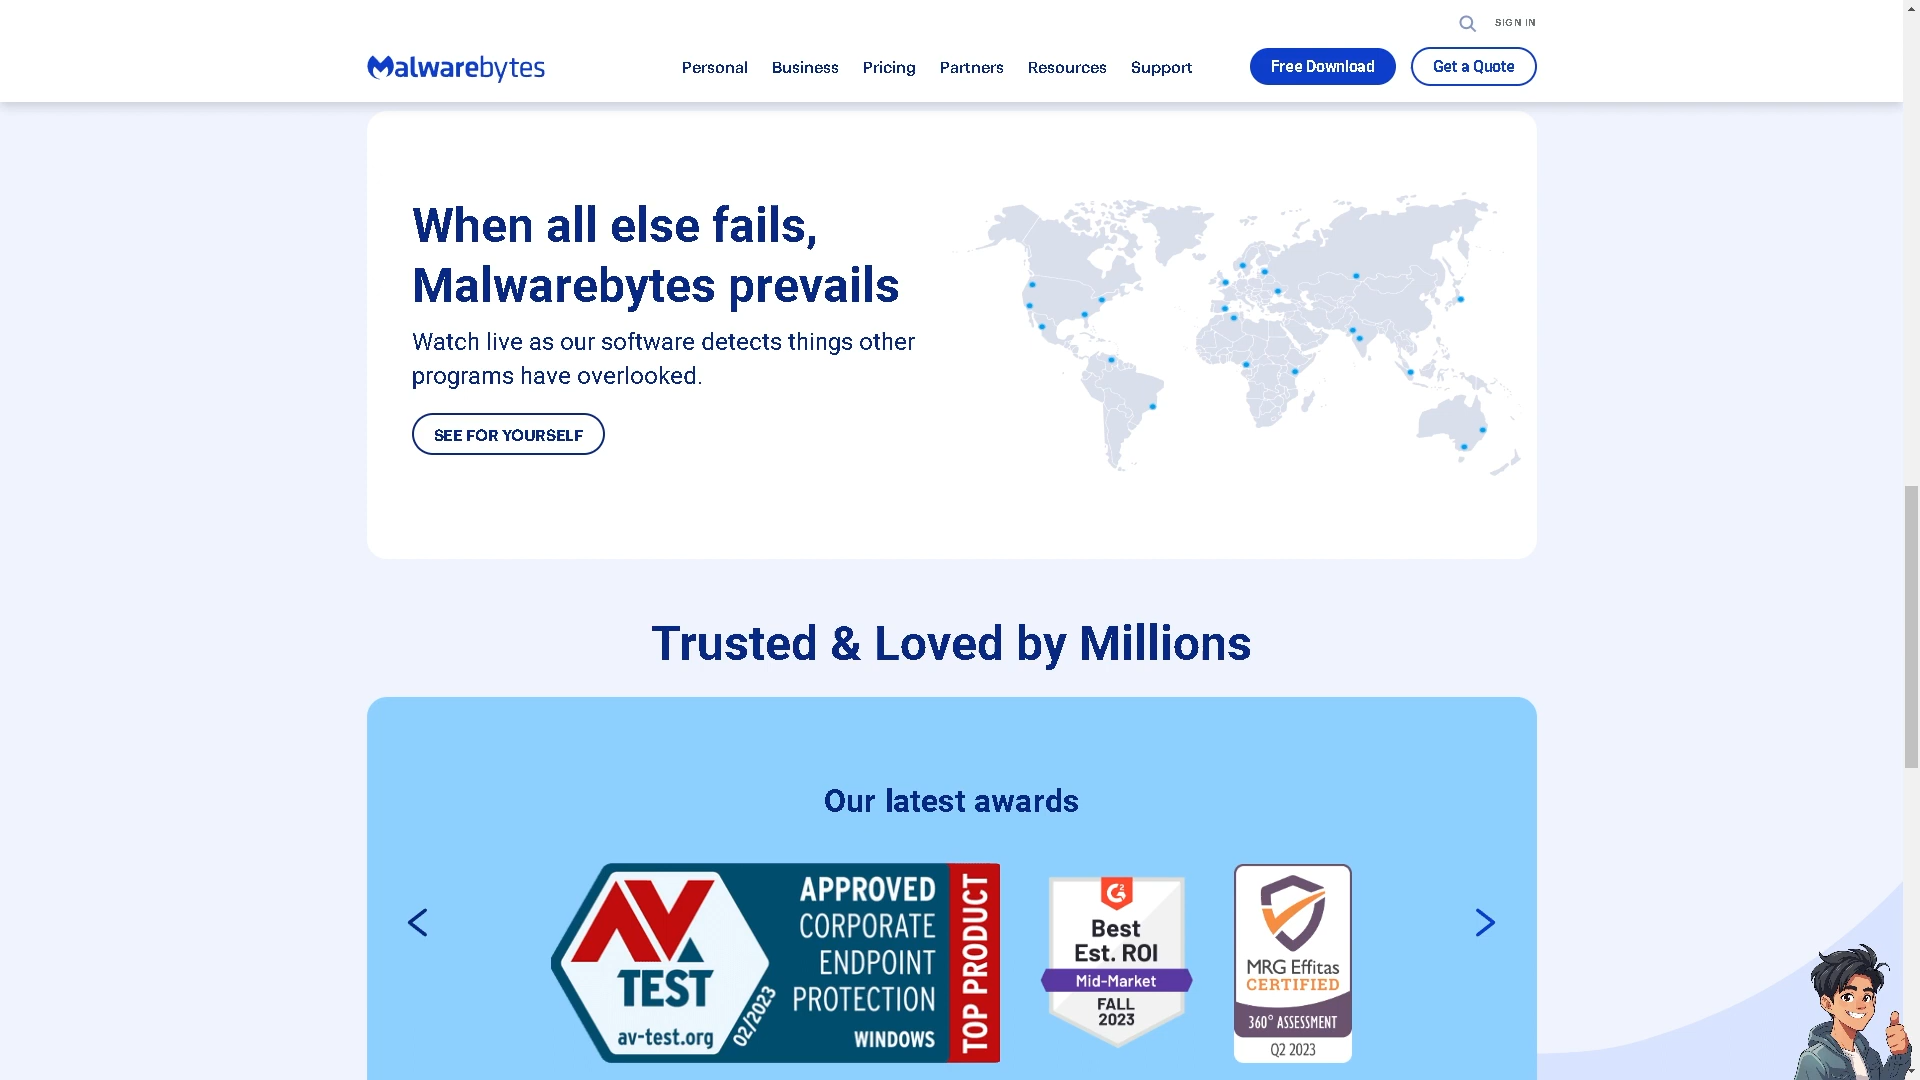 SIGN IN
Malwarebytes
Personal
Business
Pricing
Partners
Resources
Support
Free Download
Get a Quote
When all else fails,
Malwarebytes prevails
Watch live as our software detects things other
programs have overlooked.
SEE FOR YOURSELF
Trusted & Loved by Millions
Our latest awards
AV
TEST
av-test.org
02/2023
APPROVED
CORPORATE
ENDPOINT
PROTECTION
WINDOWS
TOP PRODUCT
G2
Best
Est. ROI
Mid-Market
FALL
2023
MRG Effitas
CERTIFIED
360° ASSESSMENT
Q2 2023